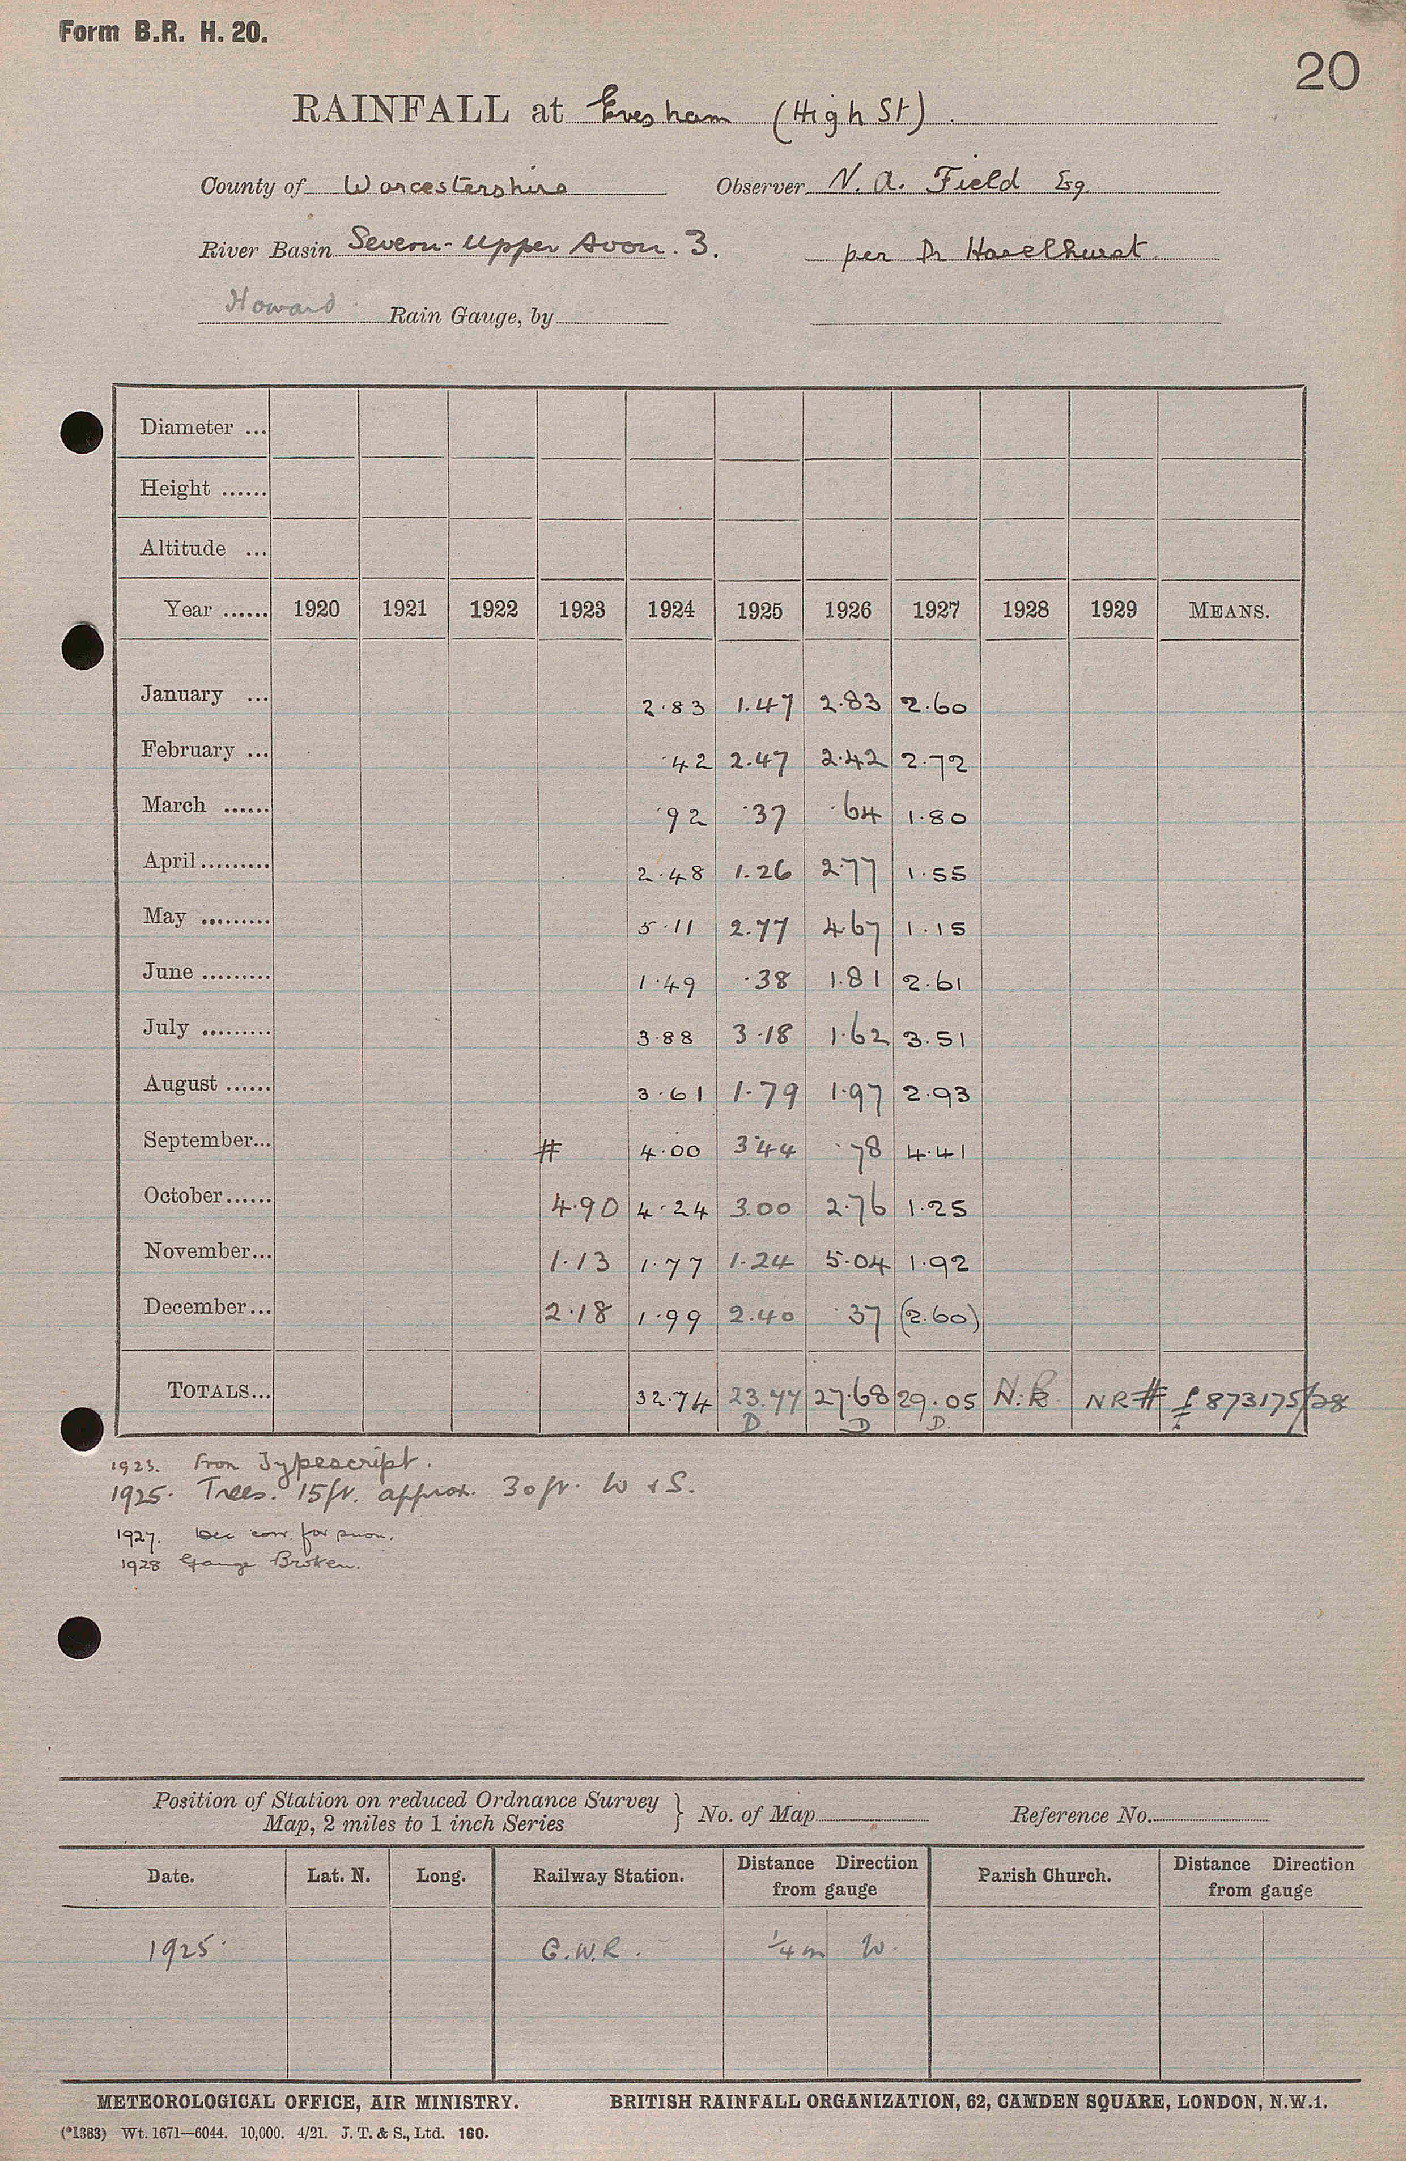 Form B.R. H. 20.
20
RAINFALL at Evesham (High St).
County of Worcestershire Observer N. A. Field Esq
River Basin Severn - Upper Avon. 3. per Dr Haselhurst.
Howard Rain Gauge, by
Diameter ...
Height ......
Altitude ...
Year ...... 1920 1921 1922 1923 1924 1925 1926 1927 1928 1929 MEANS.
January ... 2.83 1.47 2.83 2.60
February ... .42 2.47 2.42 2.72
March ...... .92 .37 .64 1.80
April......... 2.48 1.26 2.77 1.55
May ......... 5.11 2.77 4.67 1.15
June ......... 1.49 .38 1.81 2.61
July ......... 3.88 3.18 1.62 3.51
August ...... 3.61 1.79 1.97 2.93
September... # 4.00 3.44 .78 4.41
October...... 4.90 4.24 3.00 2.76 1.25
November... 1.13 1.77 1.24 5.04 1.92
December... 2.18 1.99 2.40 .37 (2.60)
TOTALS... 32.74 23.77 27.68 29.05 N.R. NR # 873175/28
D. D D.
1923. From Typescript.
1925. Trees. 15ft. approx. 30ft. W & S.
1927. Dec corr. for snow.
1928 Gauge Broken.
Position of Station on reduced Ordnance Survey
Map, 2 miles to 1 inch Series } No. of Map Reference No.
Date. Lat. N. Long. Railway Station. Distance Direction from gauge Parish Church. Distance Direction from gauge
1925. G.W.R. 1/4 m W.
METEOROLOGICAL OFFICE, AIR MINISTRY. BRITISH RAINFALL ORGANIZATION, 62, CAMDEN SQUARE, LONDON, N.W.1.
(*1383) Wt. 1671—6044. 10,000. 4/21. J. T. & S., Ltd. 160.